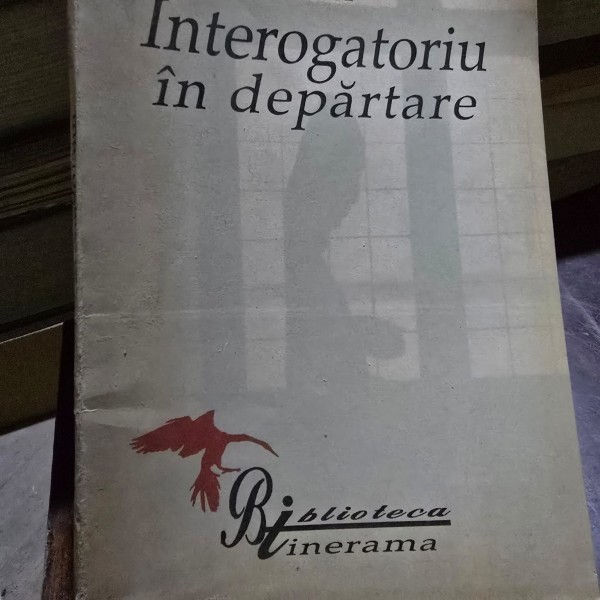 Interogatoriu
în depărtare
Biblioteca
tinerama